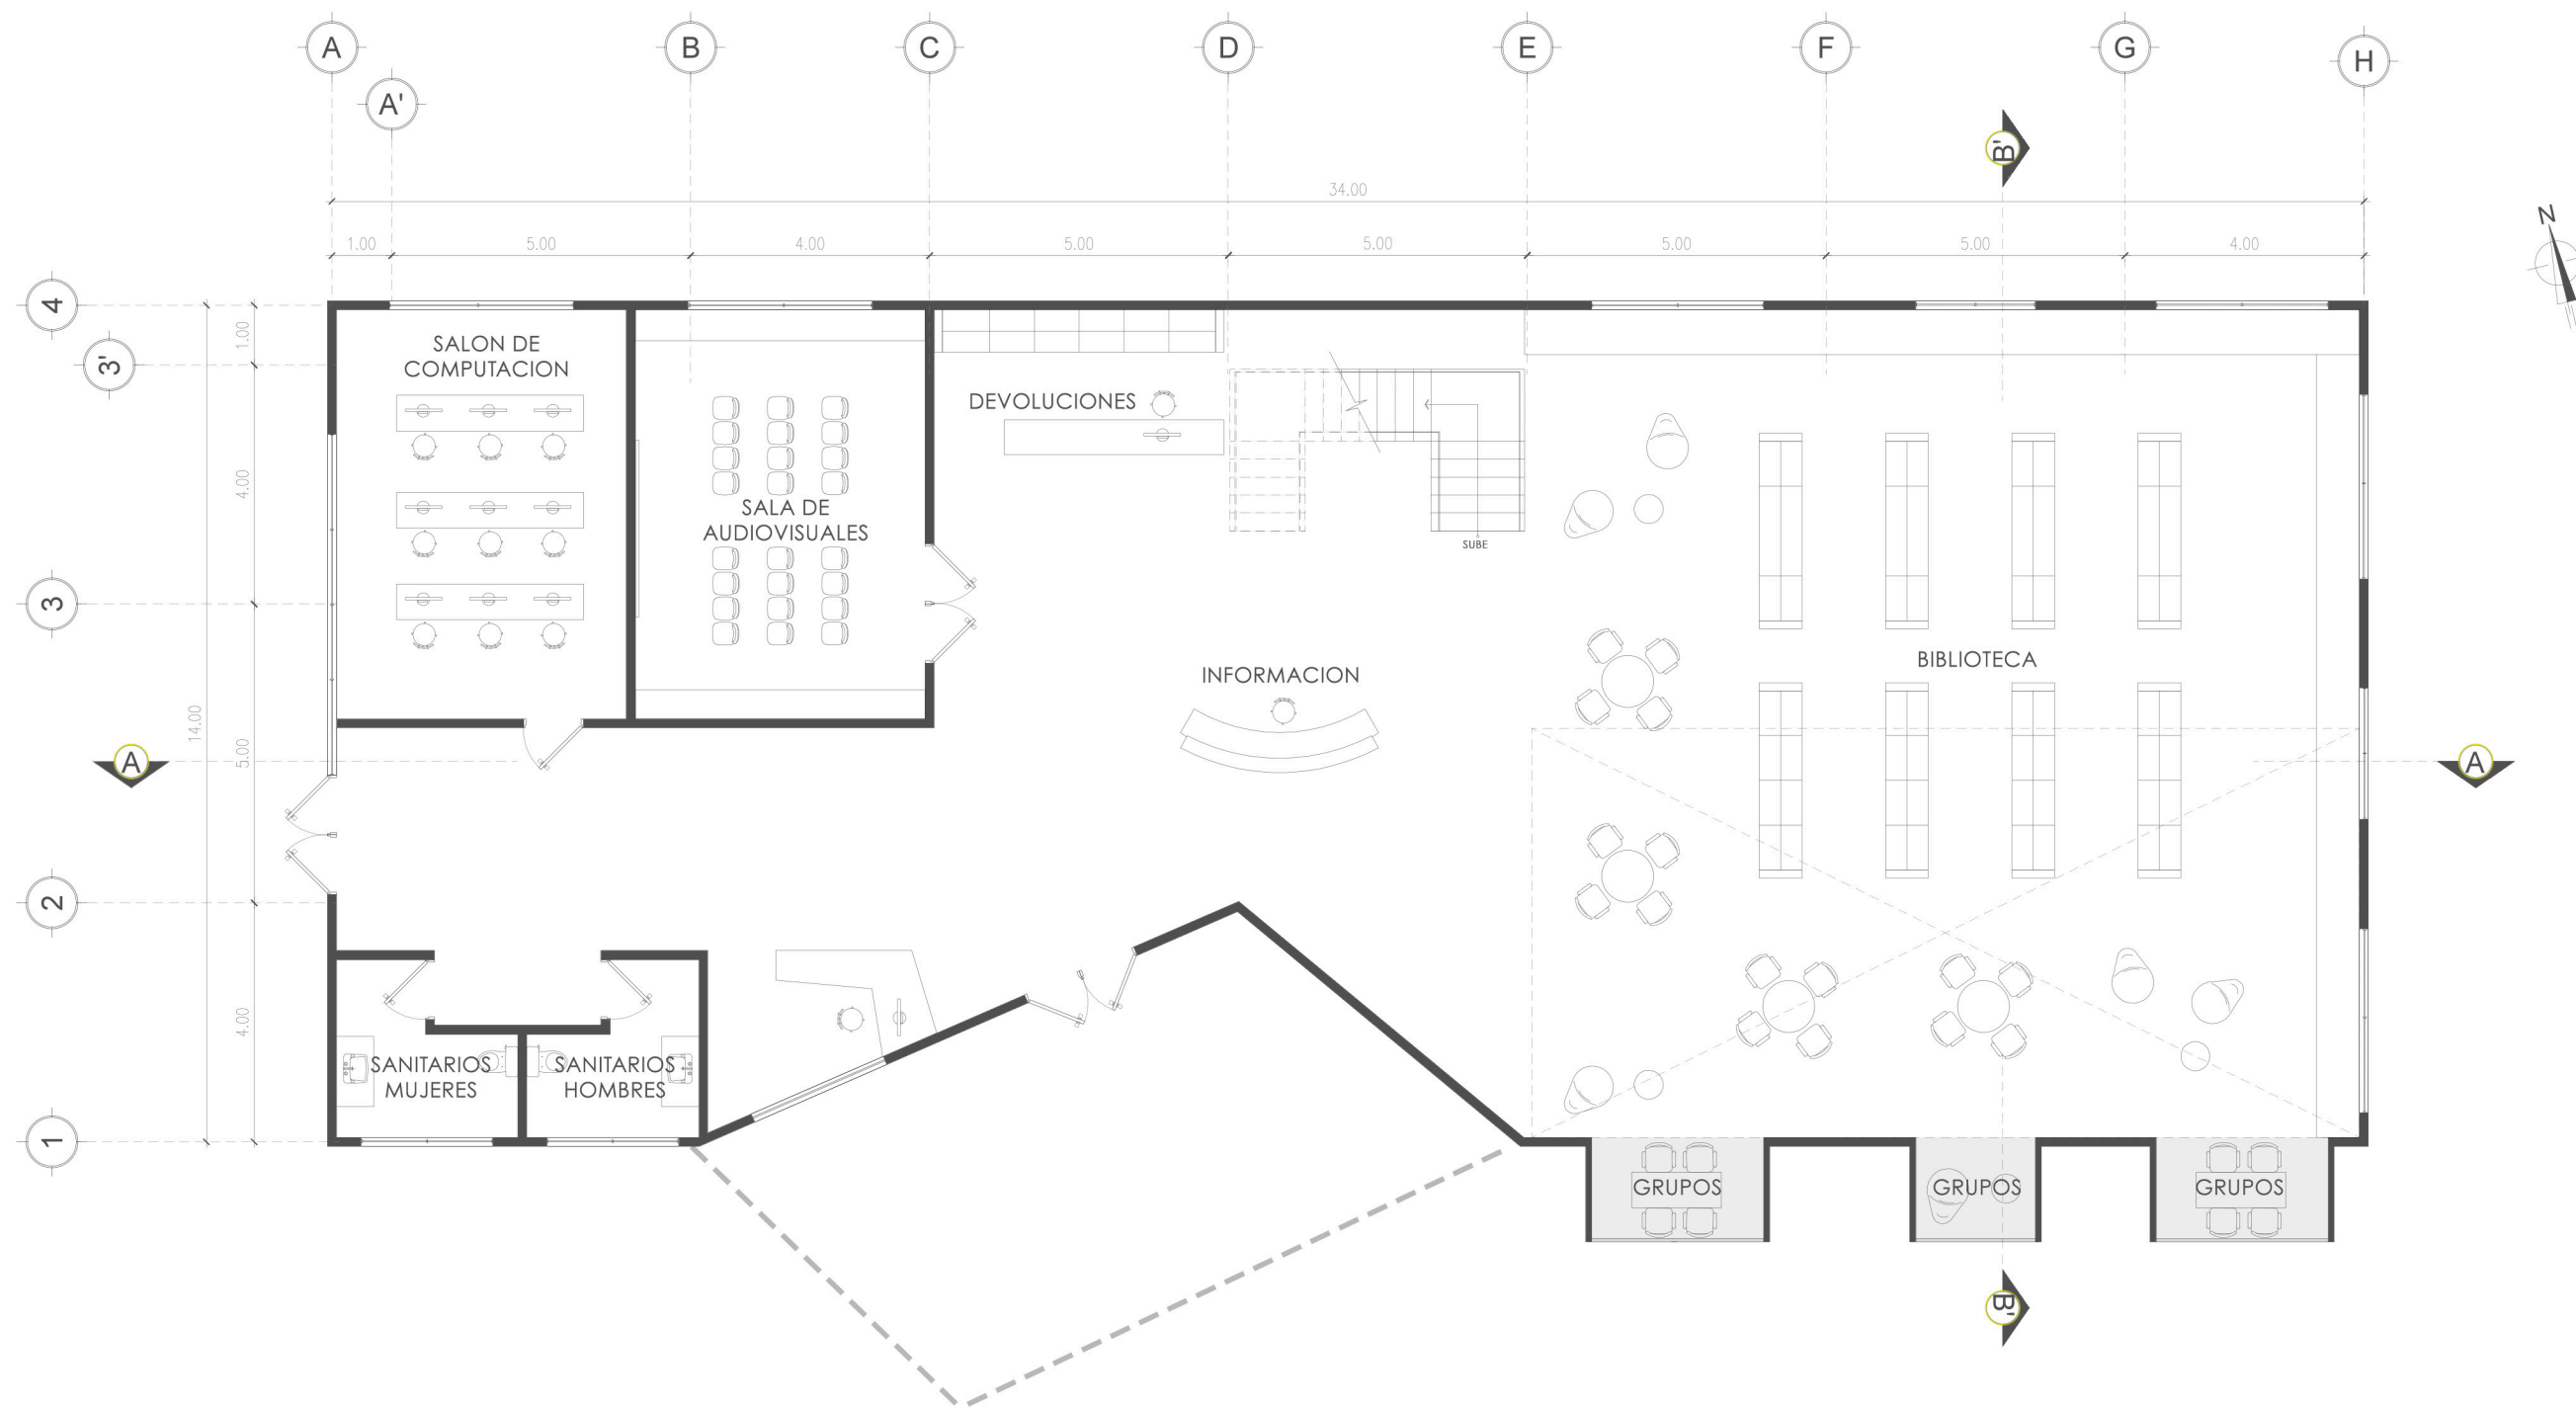 A
B
C
D
E
F
G
H
A'
B'
N
34.00
1.00
5.00
4.00
5.00
5.00
5.00
5.00
4.00
4
3'
3
2
1
1.00
4.00
14.00
5.00
4.00
A
A
SALON DE
COMPUTACION
SALA DE
AUDIOVISUALES
DEVOLUCIONES
SUBE
INFORMACION
BIBLIOTECA
SANITARIOS
MUJERES
SANITARIOS
HOMBRES
GRUPOS
GRUPOS
GRUPOS
B'